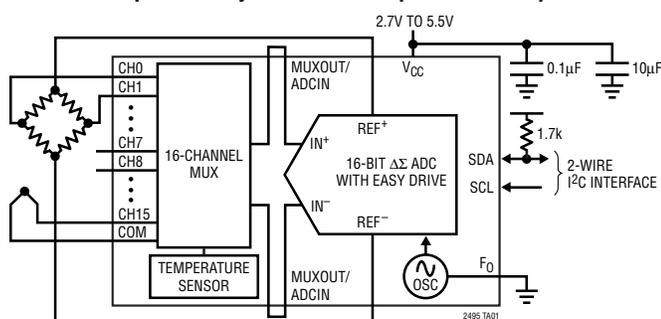 2.7V TO 5.5V
CH0
CH1
CH7
CH8
CH15
COM
16-CHANNEL
MUX
TEMPERATURE
SENSOR
MUXOUT/
ADCIN
MUXOUT/
ADCIN
VCC
IN+
IN–
REF+
16-BIT ΔΣ ADC
WITH EASY DRIVE
REF–
OSC
0.1µF
10µF
1.7k
SDA
SCL
2-WIRE
I2C INTERFACE
FO
2495 TA01